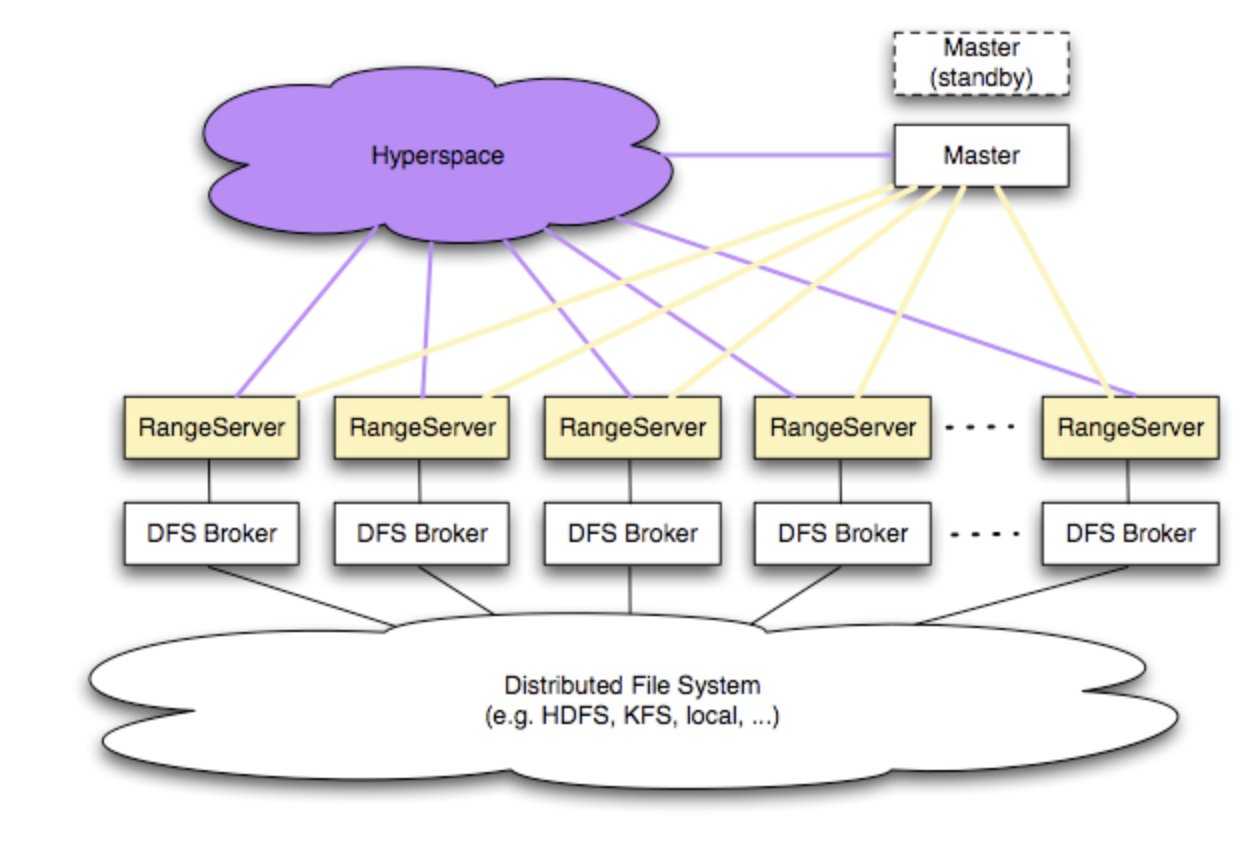 Master
(standby)
Hyperspace
Master
RangeServer
RangeServer
RangeServer
RangeServer
RangeServer
DFS Broker
DFS Broker
DFS Broker
DFS Broker
DFS Broker
Distributed File System
(e.g. HDFS, KFS, local, ...)